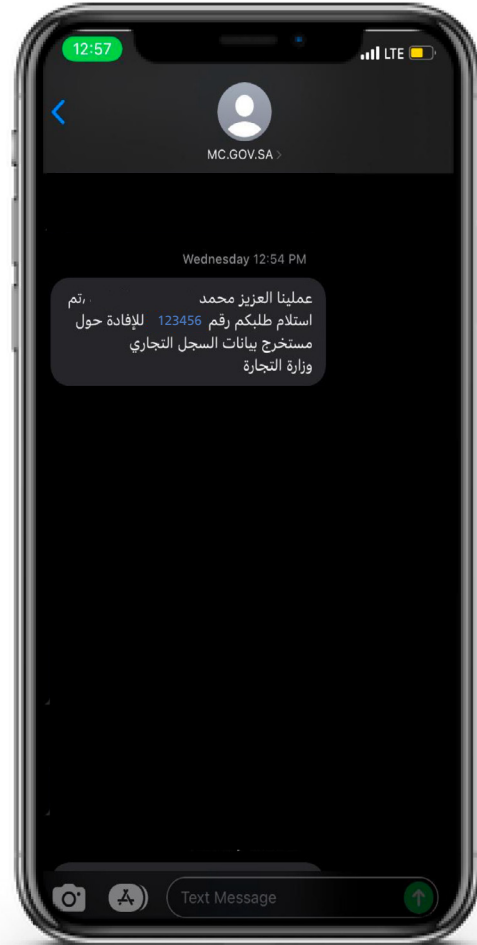 12:57
LTE
MC.GOV.SA
Wednesday 12:54 PM
عملينا العزيز محمد ،تم
استلام طلبكم رقم 123456 للإفادة حول
مستخرج بيانات السجل التجاري
وزارة التجارة
Text Message